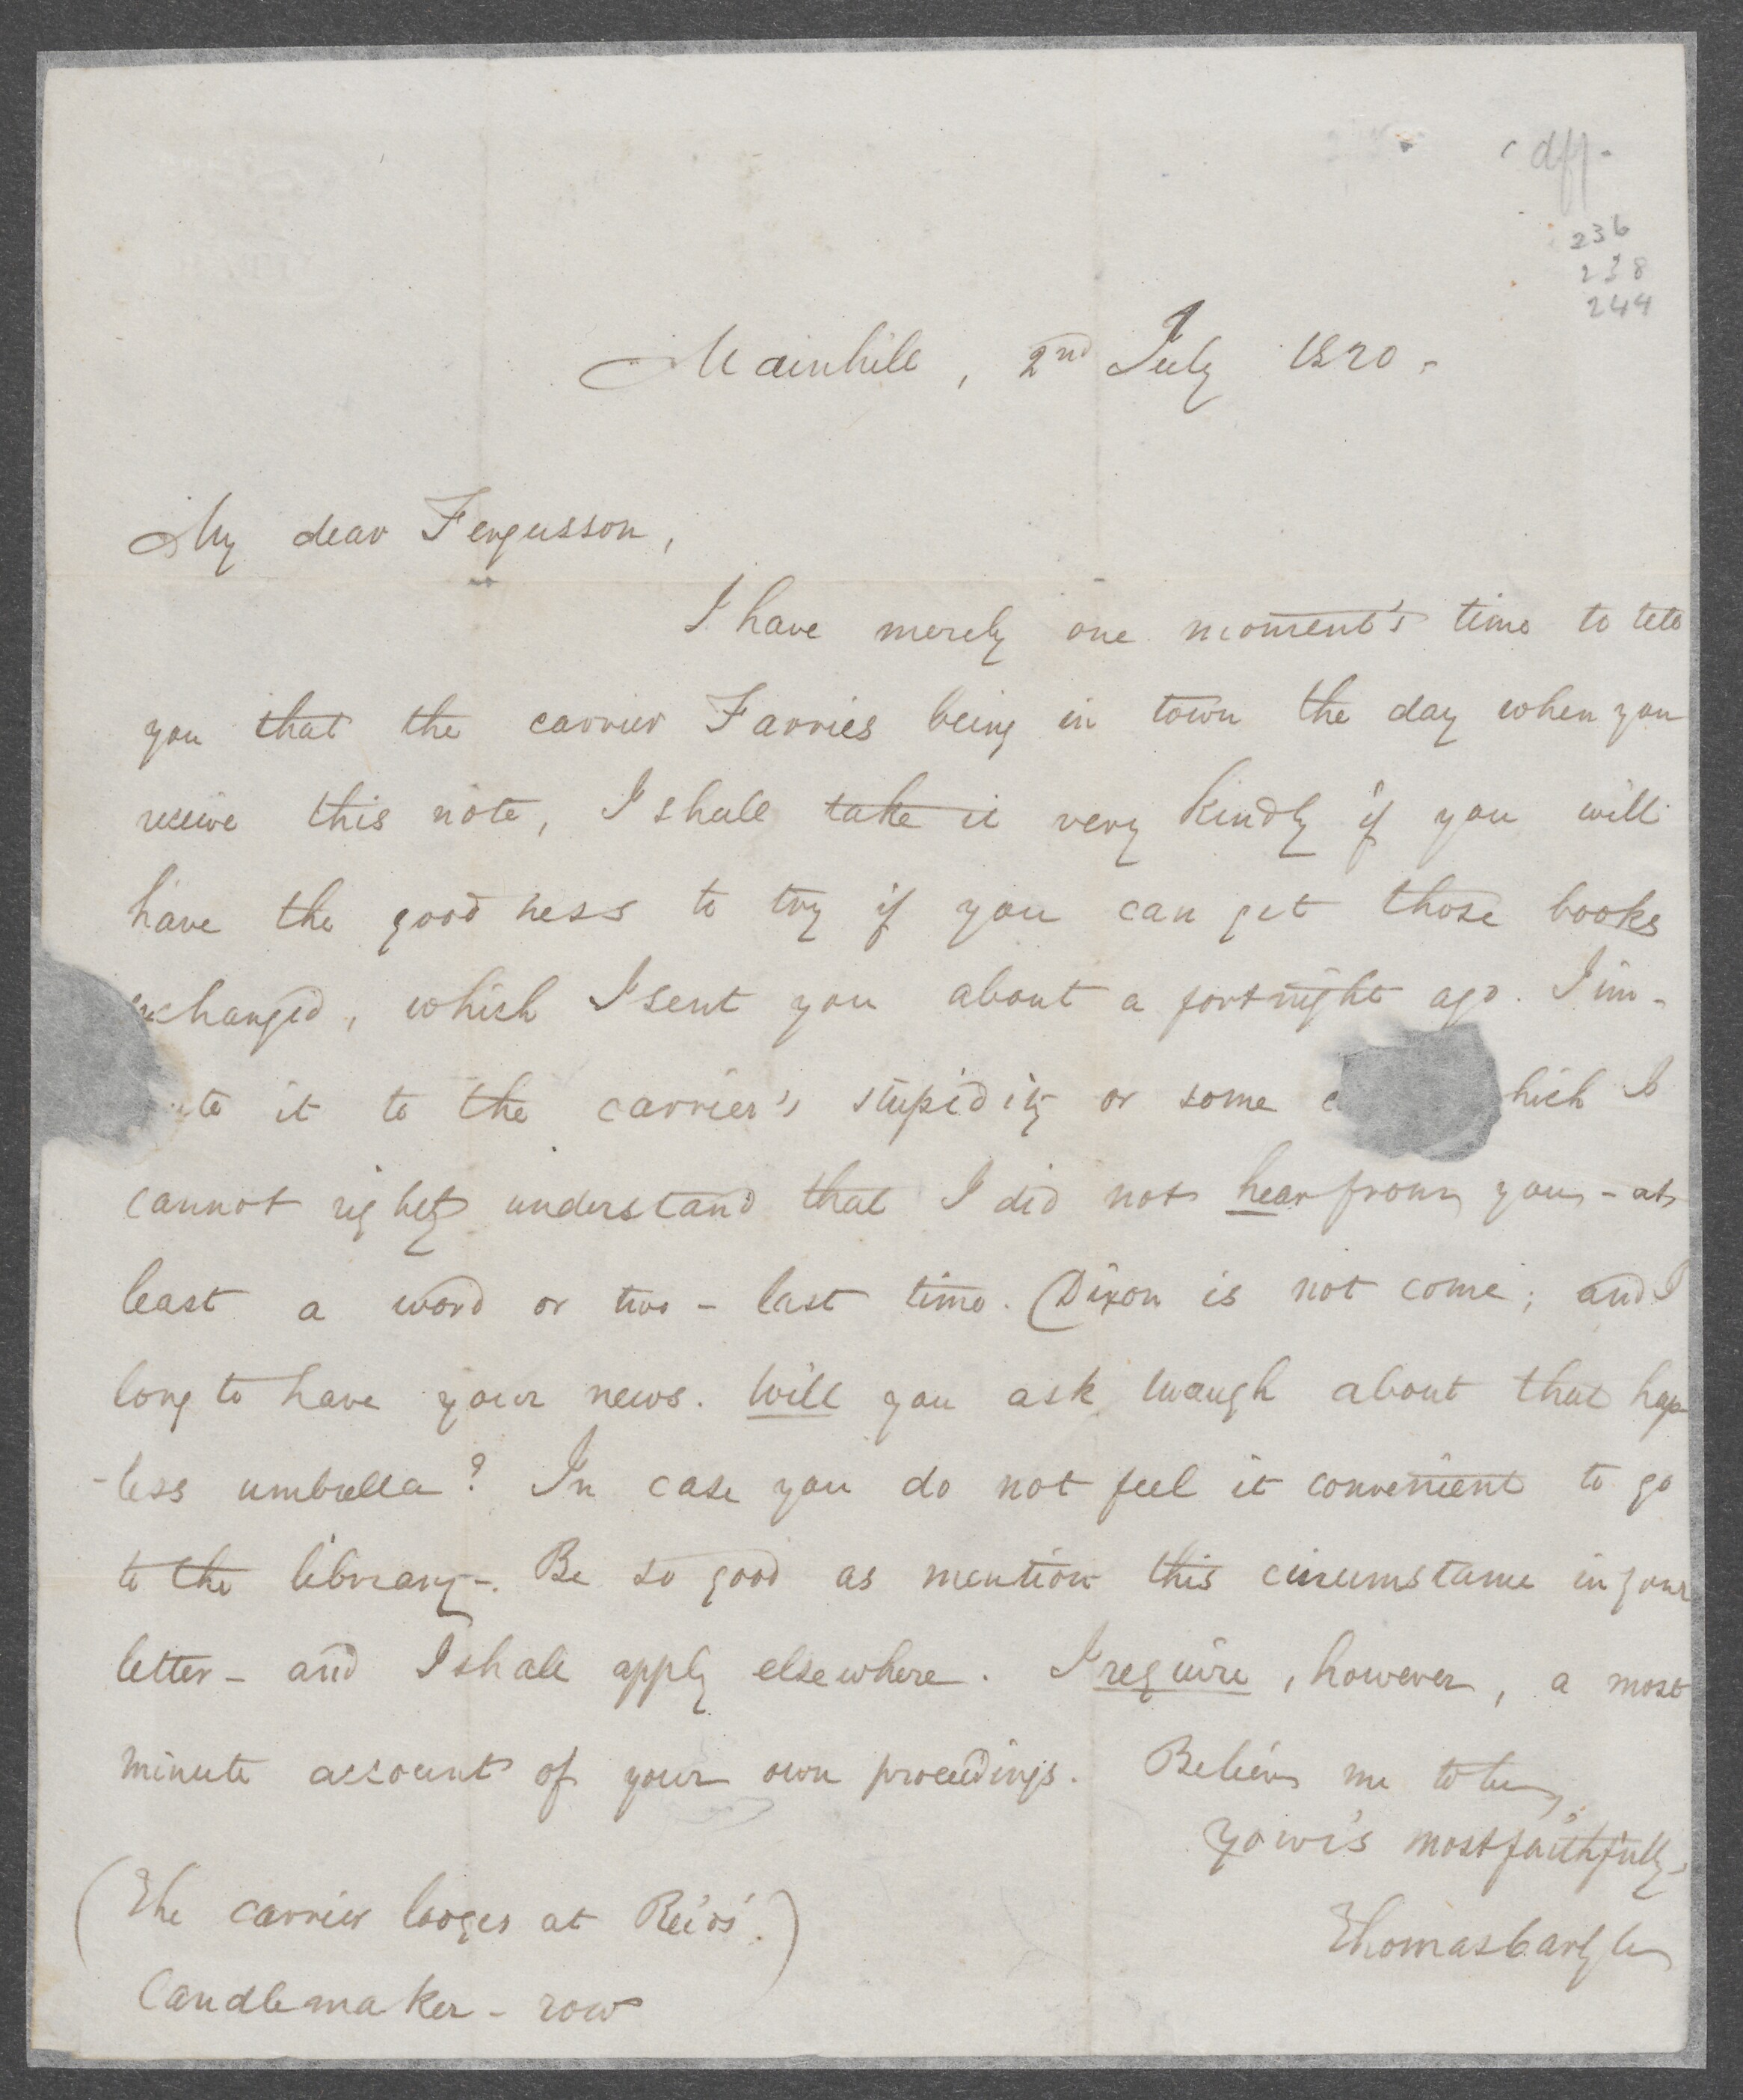 236
238
244
Mainhill, 2nd July 1820.
My dear Fergusson,
I have merely one moment's time to tell
you that the carrier Farries being in town the day when you
receive this note, I shall take it very kindly if you will
have the goodness to try if you can get those books
xchanged, which I sent you about a fortnight ago. I im-
ute it to the carrier's stupidity or some c hich I
cannot rightly understand that I did not hear from you - at
least a word or two - last time. Dixon is not come; and I
long to have your news. Will you ask Waugh about that hap-
-less umbrella? In case you do not feel it convenient to go
to the library -. Be so good as mention this circumstance in your
letter - and I shall apply elsewhere. I require, however, a most
minute account of your own proceedings. Believe me to be,
Your's most faithfully,
Thomas Carlyle
(The carrier lodges at Reid's.)
Candlemaker-row